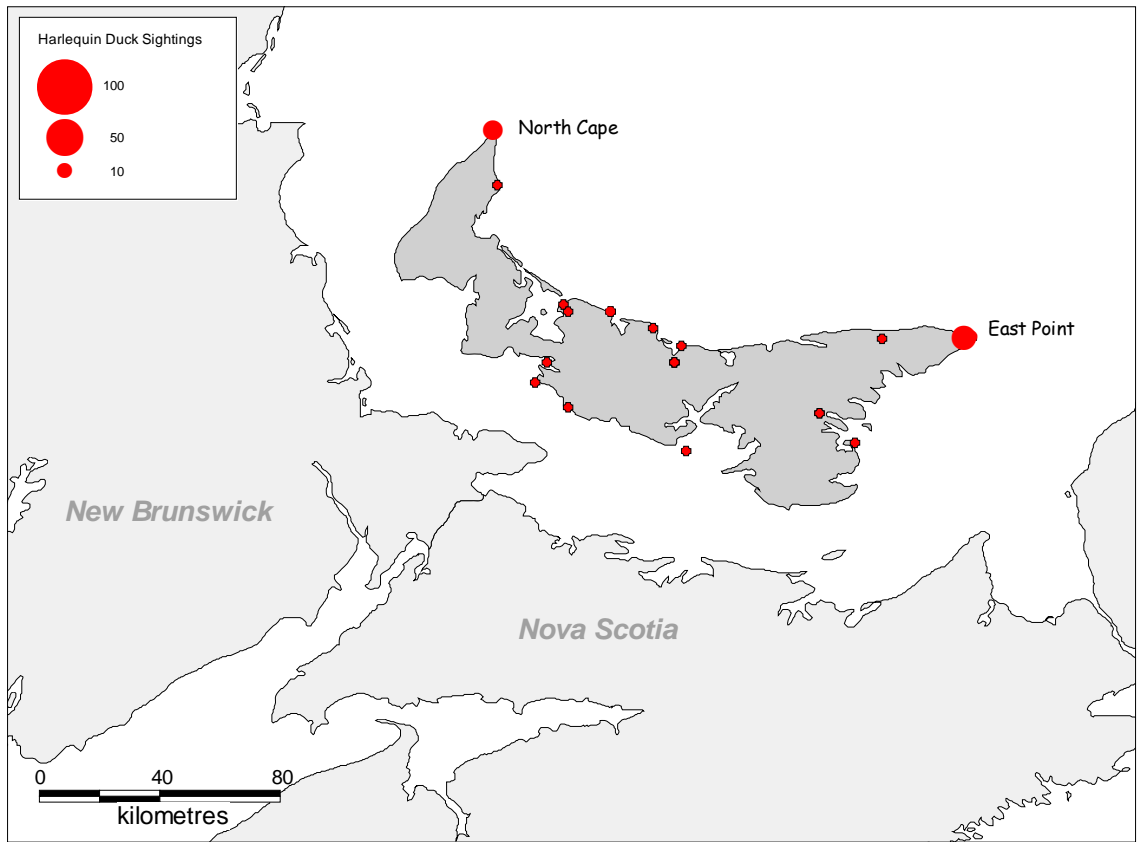 Harlequin Duck Sightings
100
50
10
North Cape
East Point
New Brunswick
Nova Scotia
0 40 80
kilometres